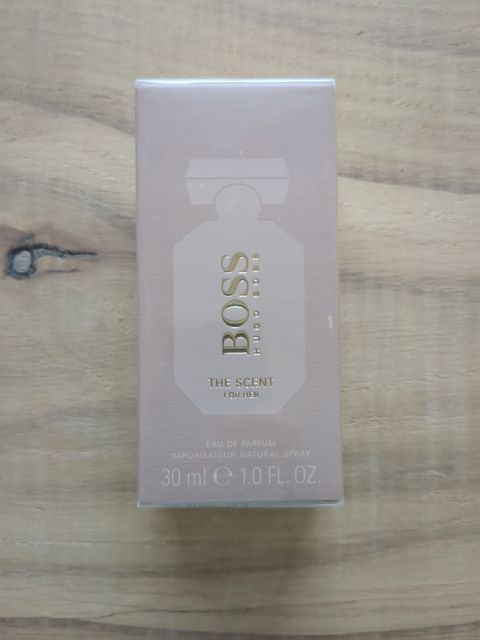 BOSS
HUGO BOSS
THE SCENT
FOR HER
EAU DE PARFUM
VAPORISATEUR NATURAL SPRAY
30 ml ℮ 1.0 FL. OZ.